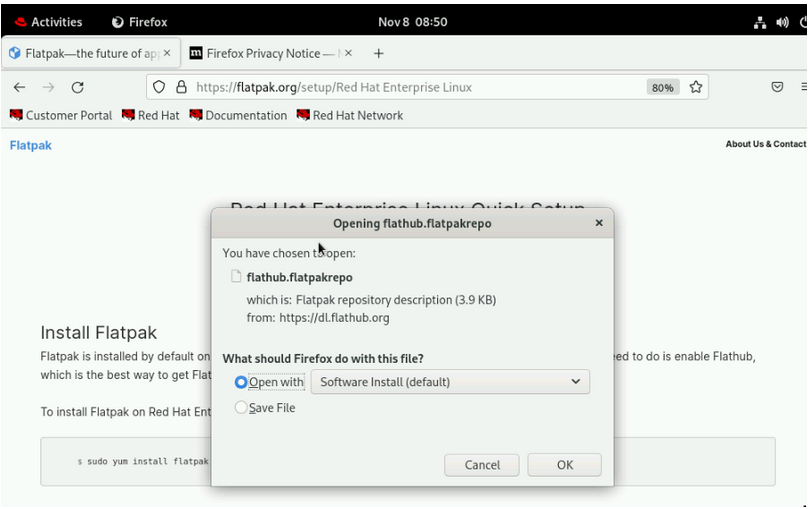 Activities Firefox Nov 8 08:50
Flatpak—the future of ap Firefox Privacy Notice —
https://flatpak.org/setup/Red Hat Enterprise Linux 80%
Customer Portal Red Hat Documentation Red Hat Network
Flatpak About Us & Contact
Red Hat Enterprise Linux Quick Setup
Opening flathub.flatpakrepo
You have chosen to open:
flathub.flatpakrepo
which is: Flatpak repository description (3.9 KB)
from: https://dl.flathub.org
Install Flatpak
Flatpak is installed by default on ed to do is enable Flathub,
What should Firefox do with this file?
which is the best way to get Flat
Open with Software Install (default)
Save File
To install Flatpak on Red Hat Ent
$ sudo yum install flatpak
Cancel OK